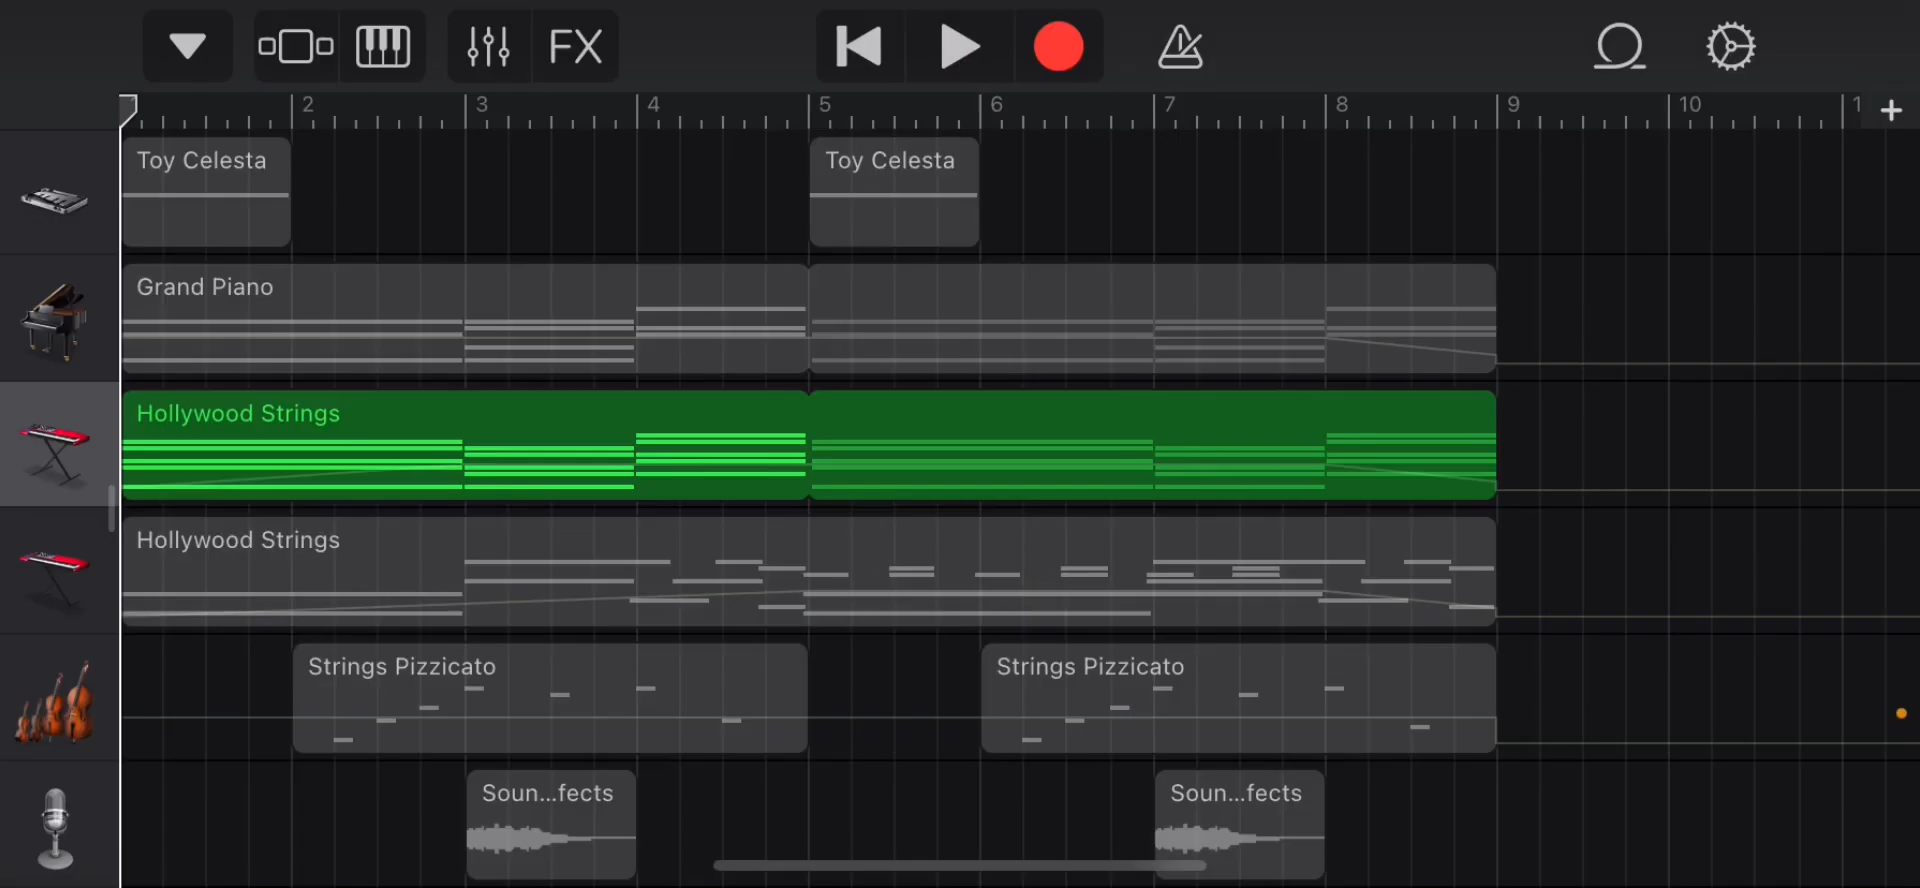 FX
2 3 4 5 6 7 8 9 10 1 +
Toy Celesta Toy Celesta
Grand Piano
Hollywood Strings
Hollywood Strings
Strings Pizzicato Strings Pizzicato
Soun...fects Soun...fects